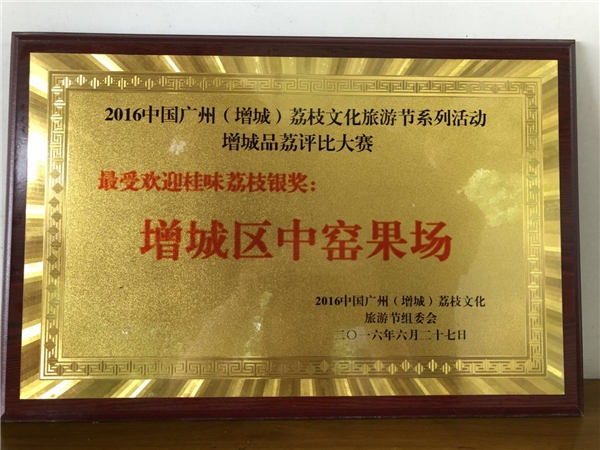 2016中国广州（增城）荔枝文化旅游节系列活动
增城品荔评比大赛
最受欢迎桂味荔枝银奖：
增城区中窑果场
2016中国广州（增城）荔枝文化
旅游节组委会
二〇一六年六月二十七日